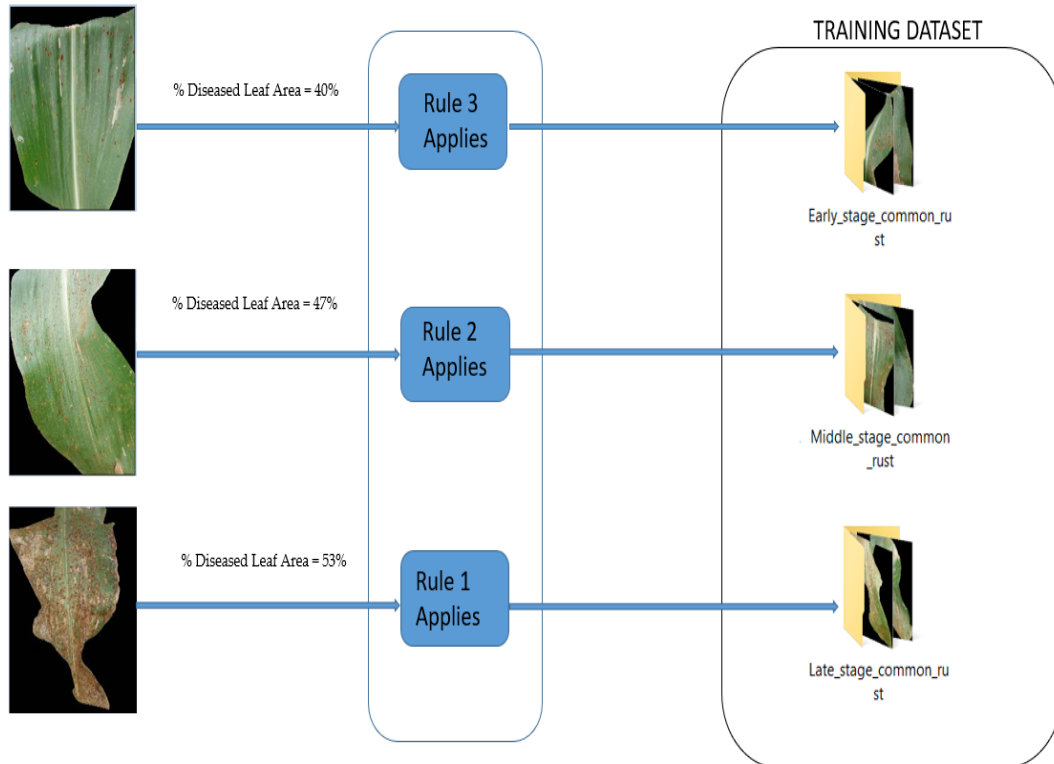 TRAINING DATASET
% Diseased Leaf Area = 40%
Rule 3
Applies
Early_stage_common_ru
st
% Diseased Leaf Area = 47%
Rule 2
Applies
Middle_stage_common
_rust
% Diseased Leaf Area = 53%
Rule 1
Applies
Late_stage_common_ru
st